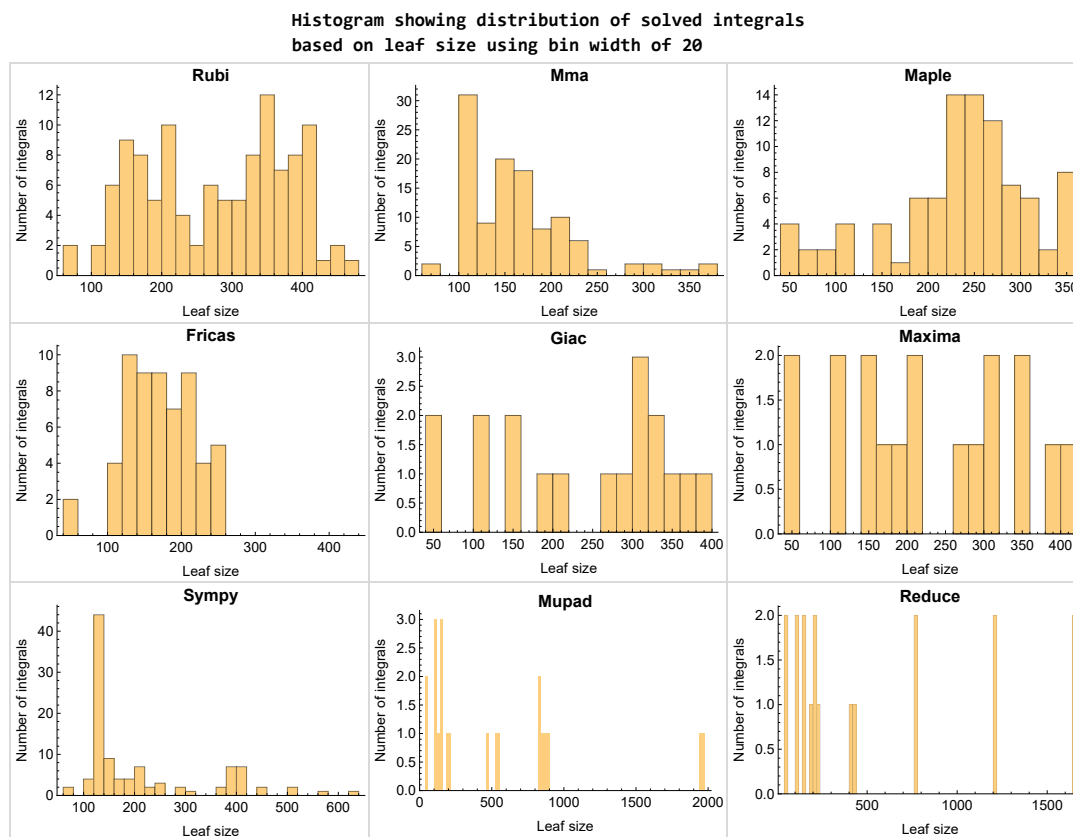 Histogram showing distribution of solved integrals
based on leaf size using bin width of 20
Rubi
Number of integrals
12
10
8
6
4
2
0
100 200 300 400
Leaf size
Mma
Number of integrals
30
25
20
15
10
5
0
100 150 200 250 300 350
Leaf size
Maple
Number of integrals
14
12
10
8
6
4
2
0
50 100 150 200 250 300 350
Leaf size
Fricas
Number of integrals
10
8
6
4
2
0
100 200 300 400
Leaf size
Giac
Number of integrals
3.0
2.5
2.0
1.5
1.0
0.5
0.0
50 100 150 200 250 300 350 400
Leaf size
Maxima
Number of integrals
2.0
1.5
1.0
0.5
0.0
50 100 150 200 250 300 350 400
Leaf size
Sympy
Number of integrals
40
30
20
10
0
100 200 300 400 500 600
Leaf size
Mupad
Number of integrals
3.0
2.5
2.0
1.5
1.0
0.5
0.0
0 500 1000 1500 2000
Leaf size
Reduce
Number of integrals
2.0
1.5
1.0
0.5
0.0
500 1000 1500
Leaf size